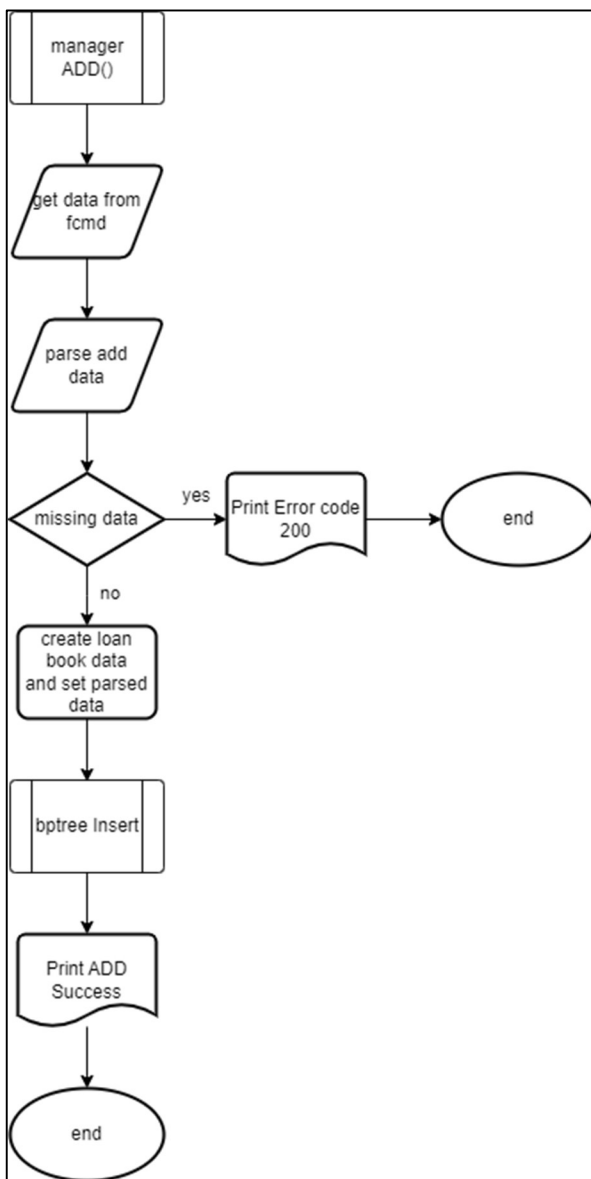 manager
ADD()
get data from
fcmd
parse add
data
missing data
yes
Print Error code
200
end
no
create loan
book data
and set parsed
data
bptree Insert
Print ADD
Success
end